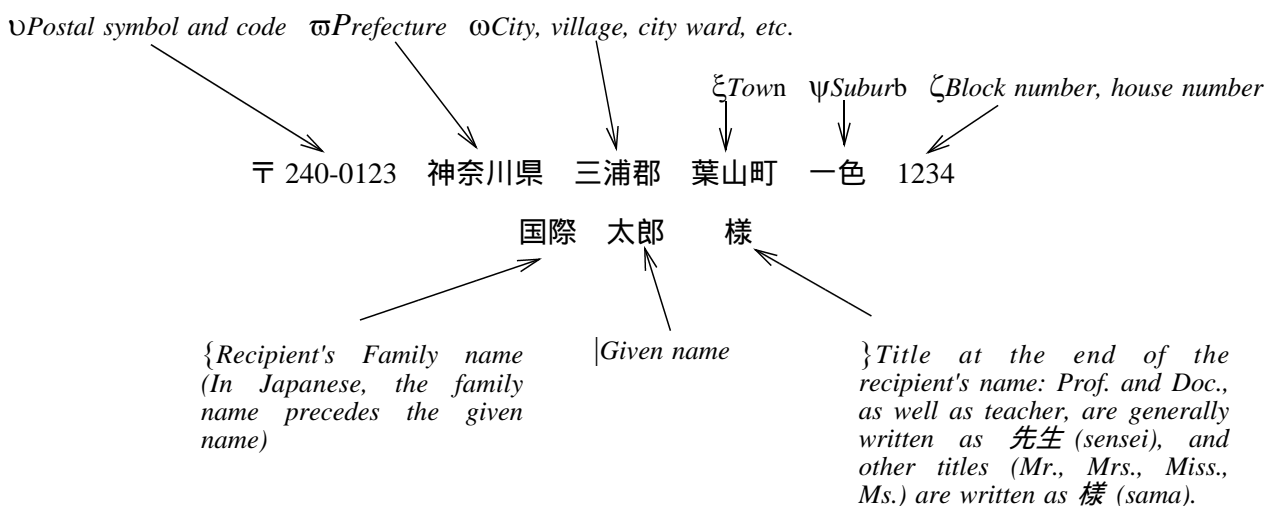 υPostal symbol and code ϖPrefecture ωCity, village, city ward, etc.
ξTown ψSuburb ζBlock number, house number
〒 240-0123 神奈川県 三浦郡 葉山町 一色 1234
国際 太郎 様
{Recipient's Family name
(In Japanese, the family
name precedes the given
name)
|Given name
}Title at the end of the
recipient's name: Prof. and Doc.,
as well as teacher, are generally
written as 先生 (sensei), and
other titles (Mr., Mrs., Miss.,
Ms.) are written as 様 (sama).